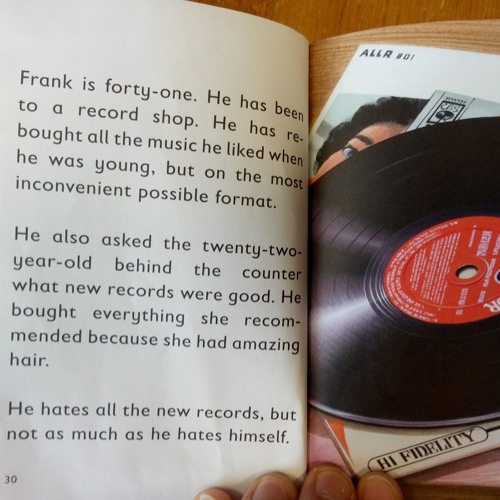 Frank is forty-one. He has been
to a record shop. He has re-
bought all the music he liked when
he was young, but on the most
inconvenient possible format.
He also asked the twenty-two-
year-old behind the counter
what new records were good. He
bought everything she recom-
mended because she had amazing
hair.
He hates all the new records, but
not as much as he hates himself.
30
ALLR #01
HI FIDELITY